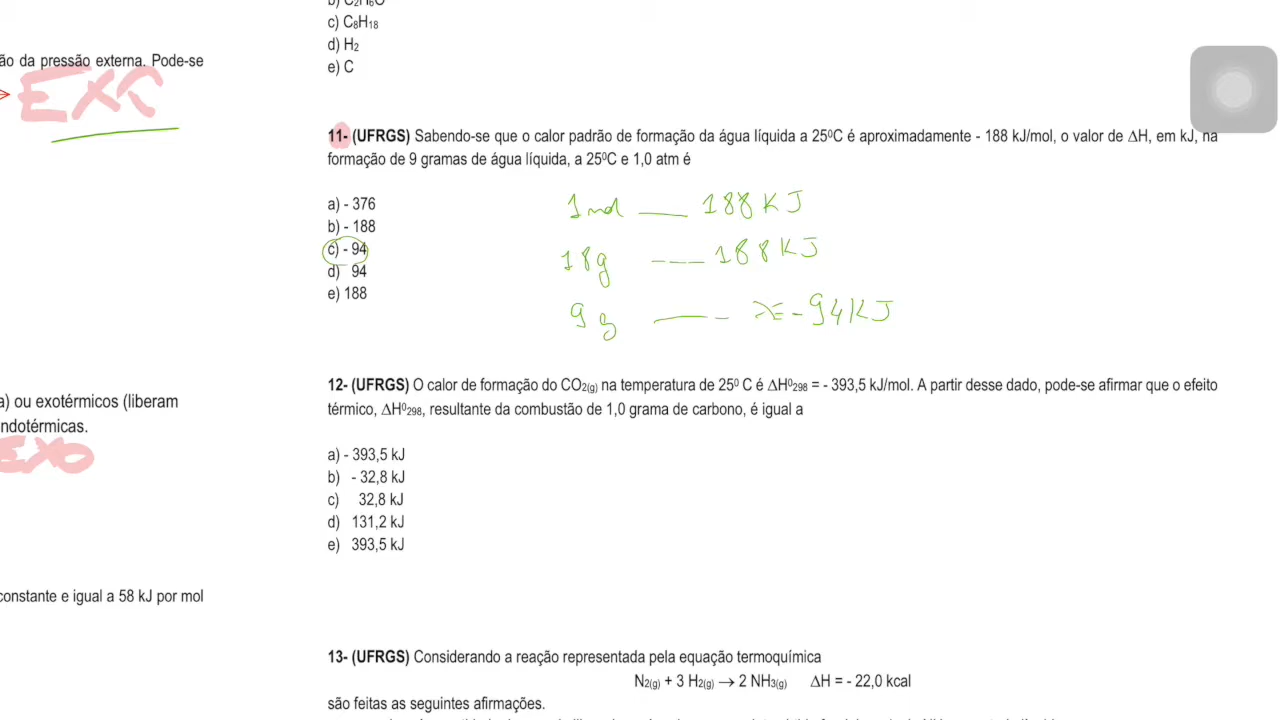 b) C2H6O
c) C8H18
d) H2
e) C
ão da pressão externa. Pode-se
EXO
11- (UFRGS) Sabendo-se que o calor padrão de formação da água líquida a 25ºC é aproximadamente - 188 kJ/mol, o valor de ΔH, em kJ, na
formação de 9 gramas de água líquida, a 25ºC e 1,0 atm é
a) - 376
b) - 188
c) - 94
d) 94
e) 188
1 mol ___ 188 KJ
18g ---- 188 KJ
9g ____ - X = - 94 KJ
12- (UFRGS) O calor de formação do CO2(g) na temperatura de 25º C é ΔHº298 = - 393,5 kJ/mol. A partir desse dado, pode-se afirmar que o efeito
térmico, ΔHº298, resultante da combustão de 1,0 grama de carbono, é igual a
a) ou exotérmicos (liberam
ndotérmicas.
EXO
a) - 393,5 kJ
b) - 32,8 kJ
c) 32,8 kJ
d) 131,2 kJ
e) 393,5 kJ
constante e igual a 58 kJ por mol
13- (UFRGS) Considerando a reação representada pela equação termoquímica
N2(g) + 3 H2(g) → 2 NH3(g) ΔH = - 22,0 kcal
são feitas as seguintes afirmações.